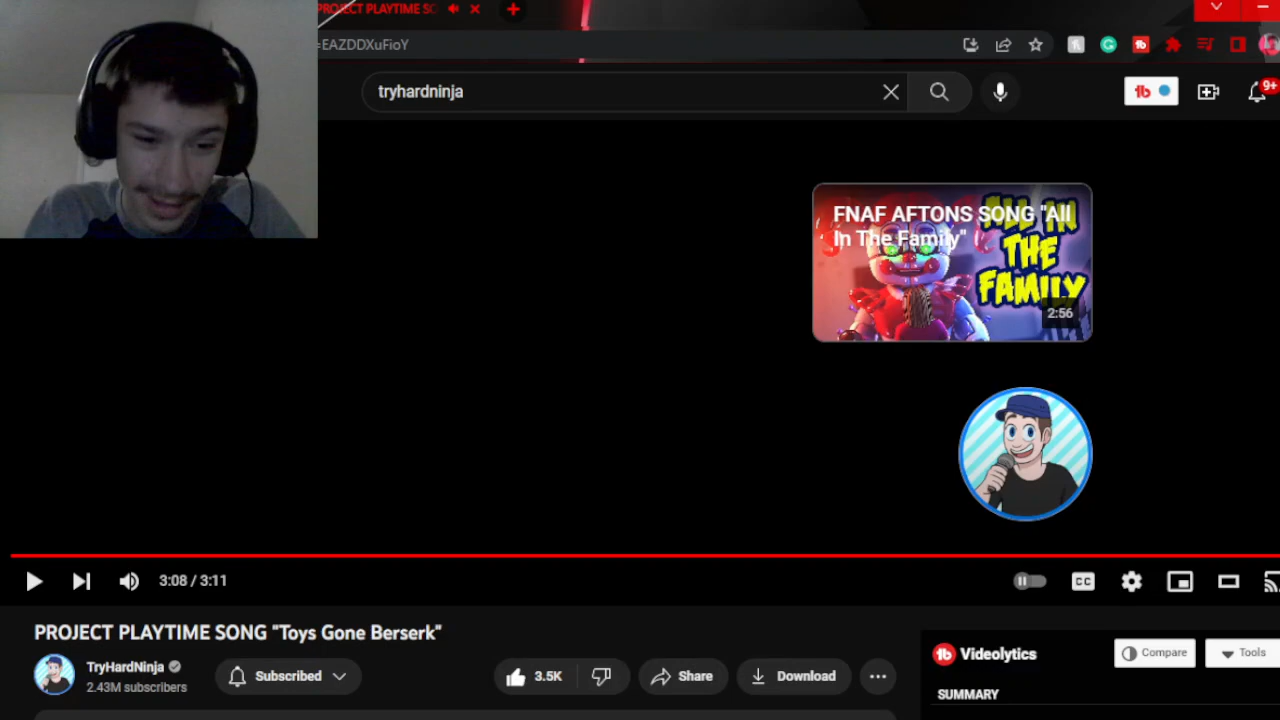 PROJECT PLAYTIME SO
=EAZDDXuFioY
tryhardninja
9+
FNAF AFTONS SONG "All
In The Family"
ALL IN
THE
FAMILY
2:56
3:08 / 3:11
CC
PROJECT PLAYTIME SONG "Toys Gone Berserk"
TryHardNinja
2.43M subscribers
Subscribed
3.5K
Share
Download
Videolytics
Compare
Tools
SUMMARY